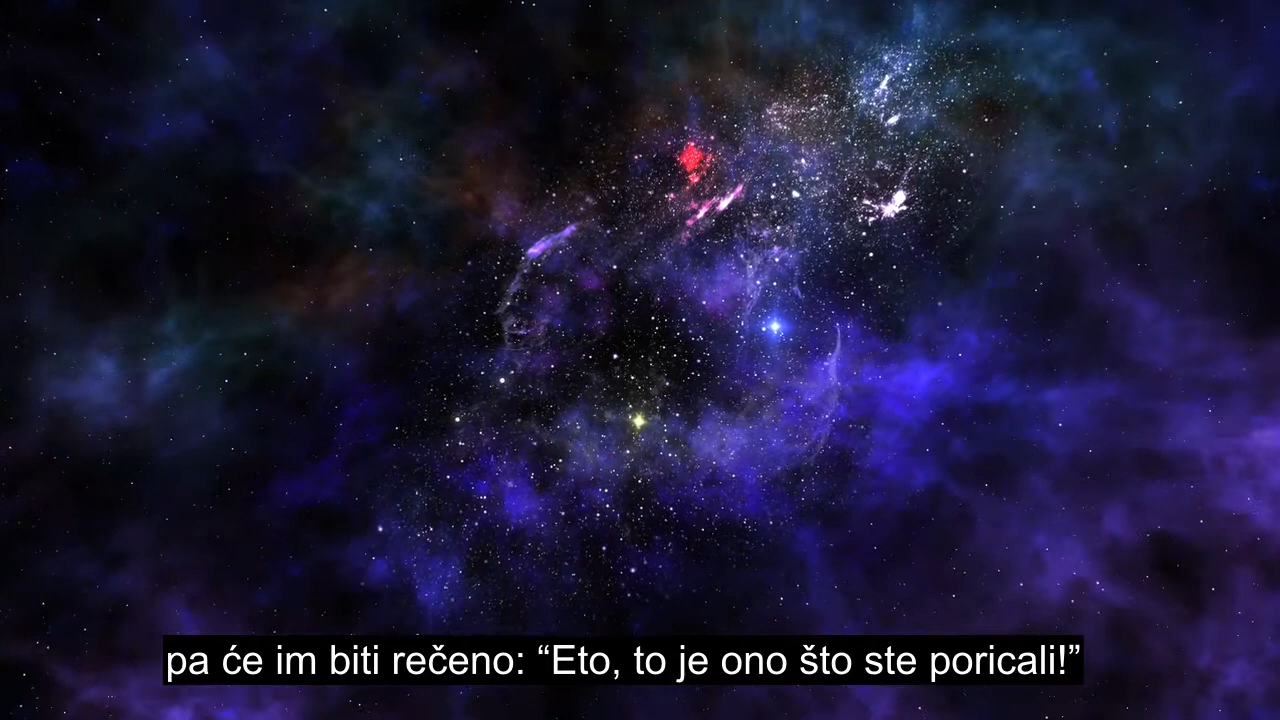 pa će im biti rečeno: “Eto, to je ono što ste poricali!”